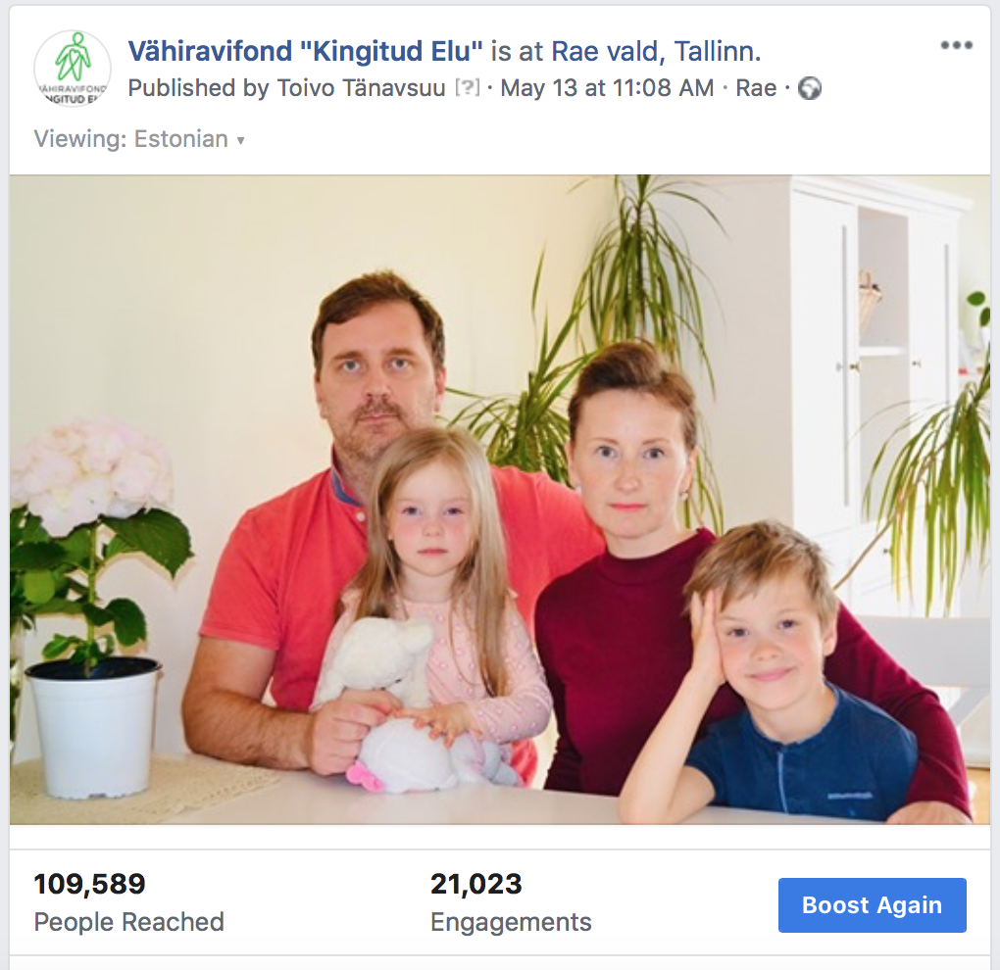 Vähiravifond "Kingitud Elu" is at Rae vald, Tallinn.
VÄHIRAVIFOND
Published by Toivo Tänavsuu [?] · May 13 at 11:08 AM · Rae ·
Viewing: Estonian ▾
109,589
21,023
People Reached
Engagements
Boost Again